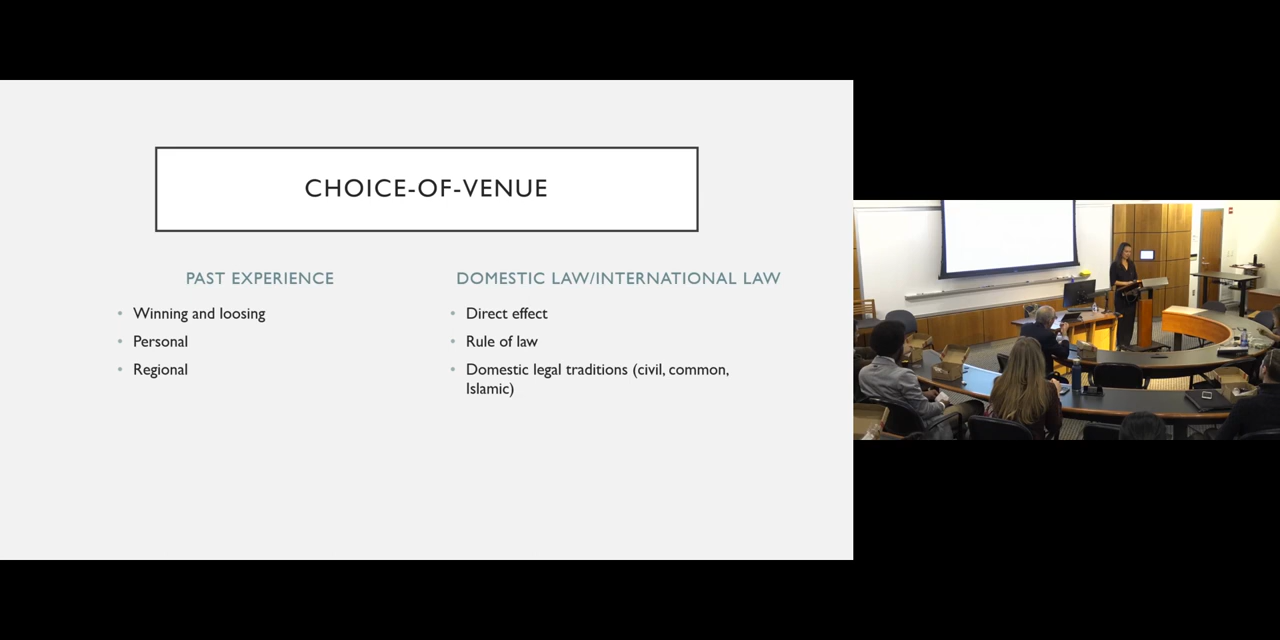 CHOICE-OF-VENUE
PAST EXPERIENCE
Winning and loosing
Personal
Regional
DOMESTIC LAW/INTERNATIONAL LAW
Direct effect
Rule of law
Domestic legal traditions (civil, common,
Islamic)